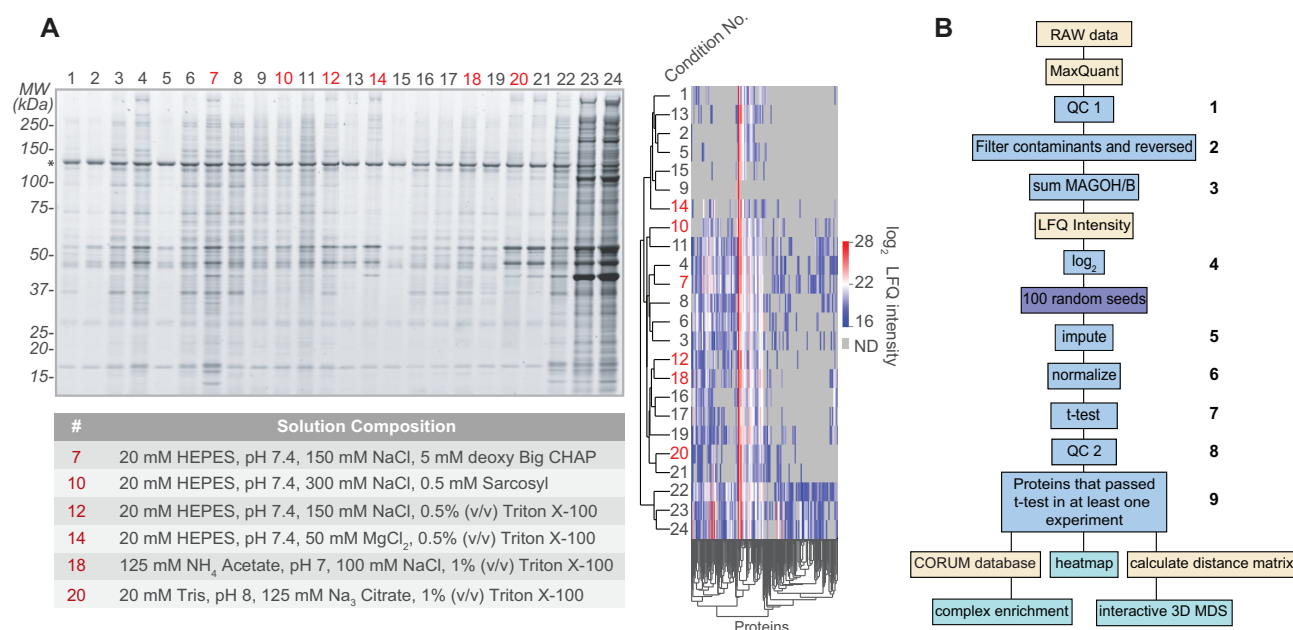 A
1 2 3 4 5 6 7 8 9 10 11 12 13 14 15 16 17 18 19 20 21 22 23 24
MW
(kDa)
250-
150-
*
100-
75-
50-
37-
25-
20-
15-
# Solution Composition
7 20 mM HEPES, pH 7.4, 150 mM NaCl, 5 mM deoxy Big CHAP
10 20 mM HEPES, pH 7.4, 300 mM NaCl, 0.5 mM Sarcosyl
12 20 mM HEPES, pH 7.4, 150 mM NaCl, 0.5% (v/v) Triton X-100
14 20 mM HEPES, pH 7.4, 50 mM MgCl₂, 0.5% (v/v) Triton X-100
18 125 mM NH₄ Acetate, pH 7, 100 mM NaCl, 1% (v/v) Triton X-100
20 20 mM Tris, pH 8, 125 mM Na₃ Citrate, 1% (v/v) Triton X-100
Condition No.
1
13
2
5
15
9
14
10
11
4
7
8
6
3
12
18
16
17
19
20
21
22
23
24
28
22
16
ND
log₂ LFQ intensity
Proteins
B
RAW data
MaxQuant
QC 1 1
Filter contaminants and reversed 2
sum MAGOH/B 3
LFQ Intensity
log₂ 4
100 random seeds
impute 5
normalize 6
t-test 7
QC 2 8
Proteins that passed
t-test in at least one 9
experiment
CORUM database heatmap calculate distance matrix
complex enrichment interactive 3D MDS